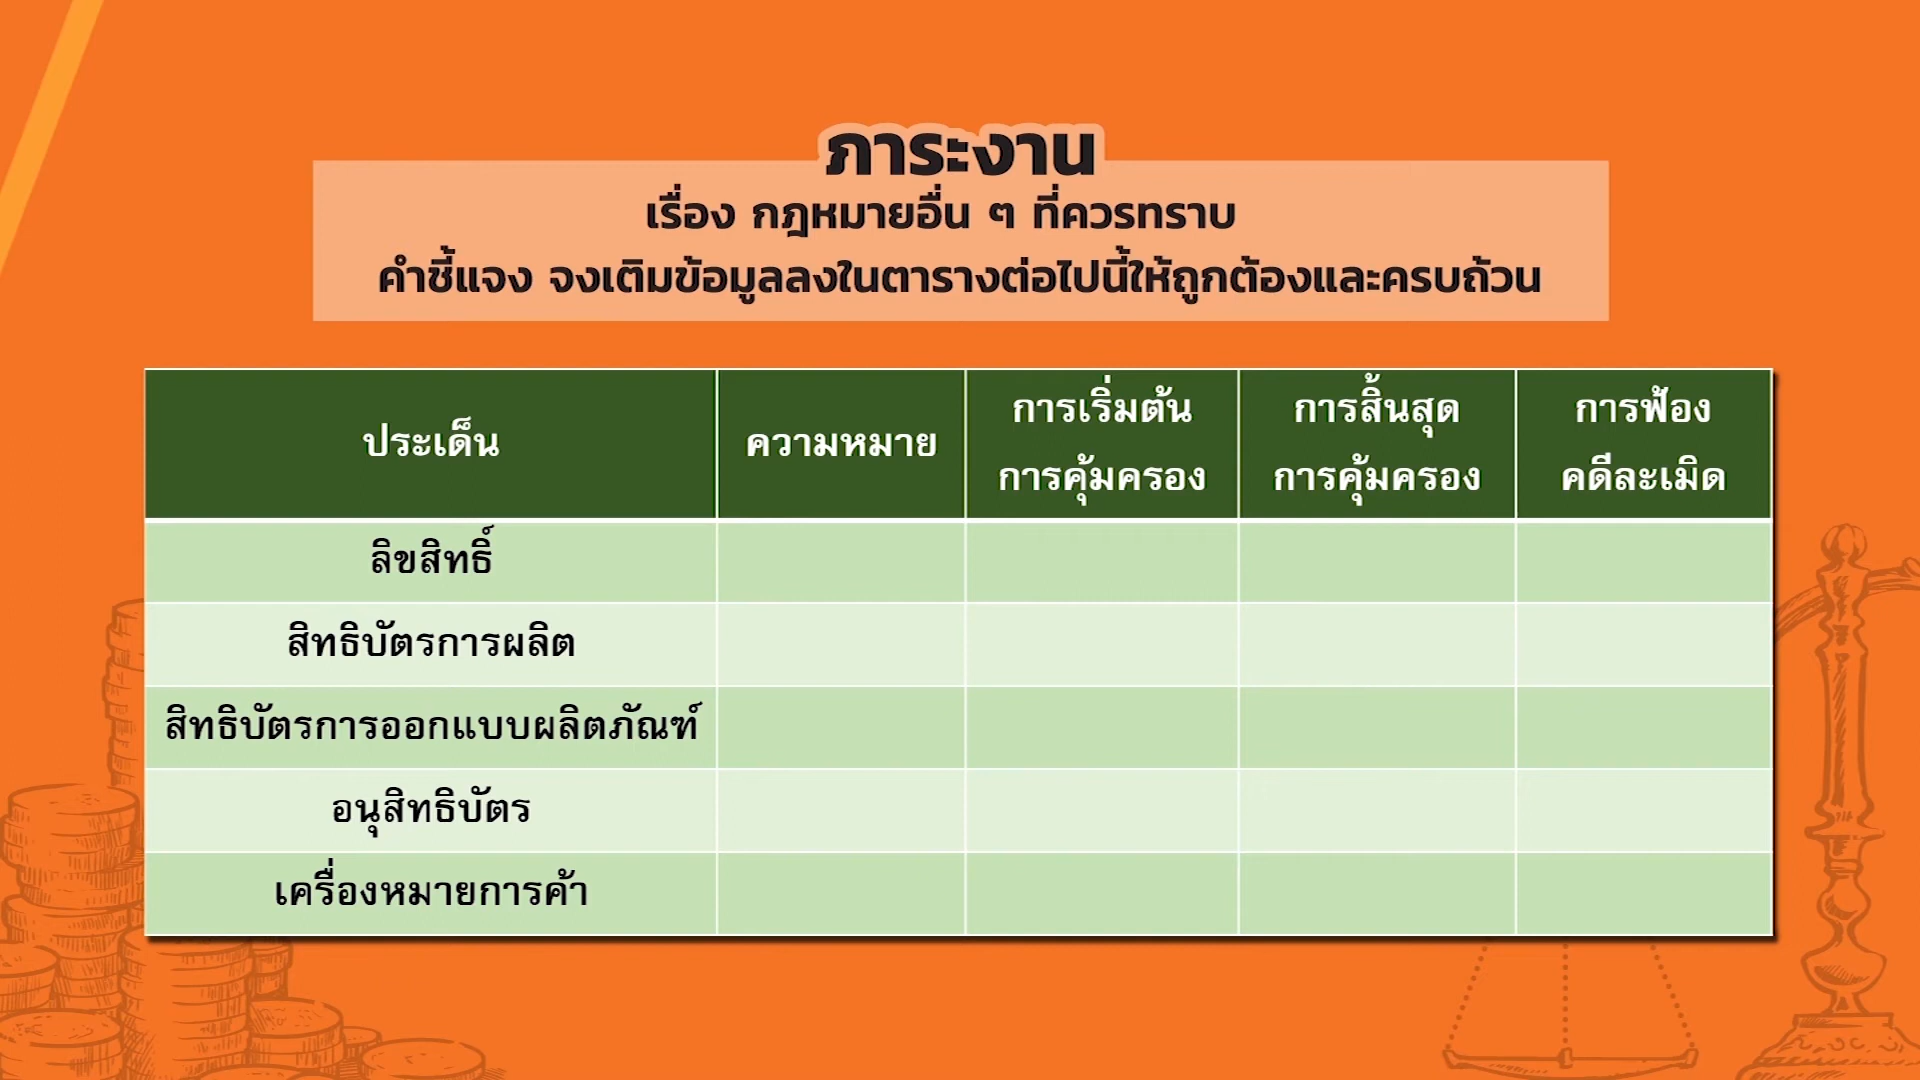 ภาระงาน
เรื่อง กฎหมายอื่น ๆ ที่ควรทราบ
คำชี้แจง จงเติมข้อมูลลงในตารางต่อไปนี้ให้ถูกต้องและครบถ้วน
ประเด็น ความหมาย การเริ่มต้น การคุ้มครอง การสิ้นสุด การคุ้มครอง การฟ้อง คดีละเมิด
ลิขสิทธิ์
สิทธิบัตรการผลิต
สิทธิบัตรการออกแบบผลิตภัณฑ์
อนุสิทธิบัตร
เครื่องหมายการค้า